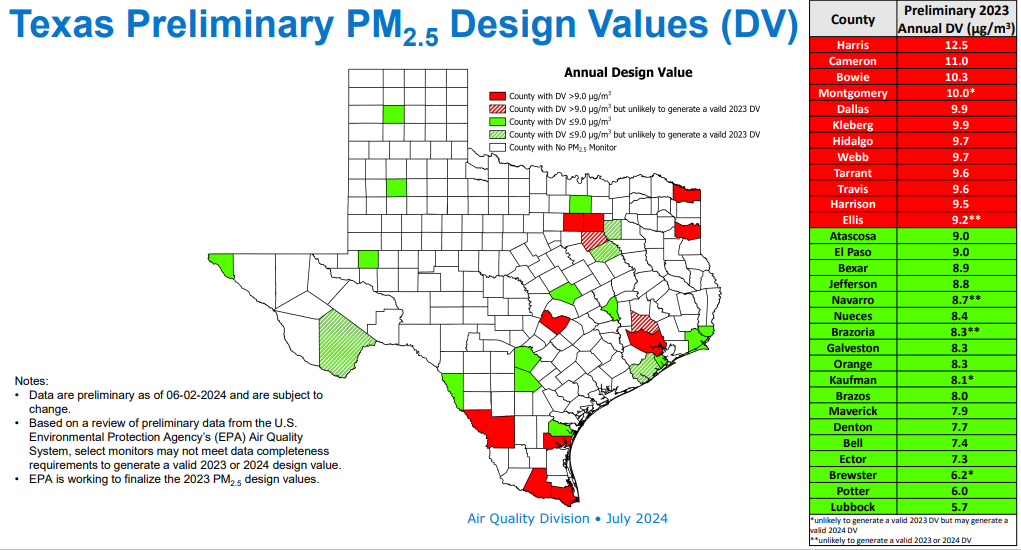 Texas Preliminary PM2.5 Design Values (DV)
Annual Design Value
County with DV >9.0 µg/m³
County with DV >9.0 µg/m³ but unlikely to generate a vaild 2023 DV
County with DV ≤9.0 µg/m³
County with DV ≤9.0 µg/m³ but unlikely to generate a vaild 2023 DV
County with No PM2.5 Monitor
Notes:
• Data are preliminary as of 06-02-2024 and are subject to
change.
• Based on a review of preliminary data from the U.S.
Environmental Protection Agency's (EPA) Air Quality
System, select monitors may not meet data completeness
requirements to generate a valid 2023 or 2024 design value.
• EPA is working to finalize the 2023 PM2.5 design values.
Air Quality Division • July 2024
County Preliminary 2023
Annual DV (µg/m³)
Harris 12.5
Cameron 11.0
Bowie 10.3
Montgomery 10.0*
Dallas 9.9
Kleberg 9.9
Hidalgo 9.7
Webb 9.7
Tarrant 9.6
Travis 9.6
Harrison 9.5
Ellis 9.2**
Atascosa 9.0
El Paso 9.0
Bexar 8.9
Jefferson 8.8
Navarro 8.7**
Nueces 8.4
Brazoria 8.3**
Galveston 8.3
Orange 8.3
Kaufman 8.1*
Brazos 8.0
Maverick 7.9
Denton 7.7
Bell 7.4
Ector 7.3
Brewster 6.2*
Potter 6.0
Lubbock 5.7
*unlikely to generate a valid 2023 DV but may generate a
valid 2024 DV
**unlikely to generate a valid 2023 or 2024 DV